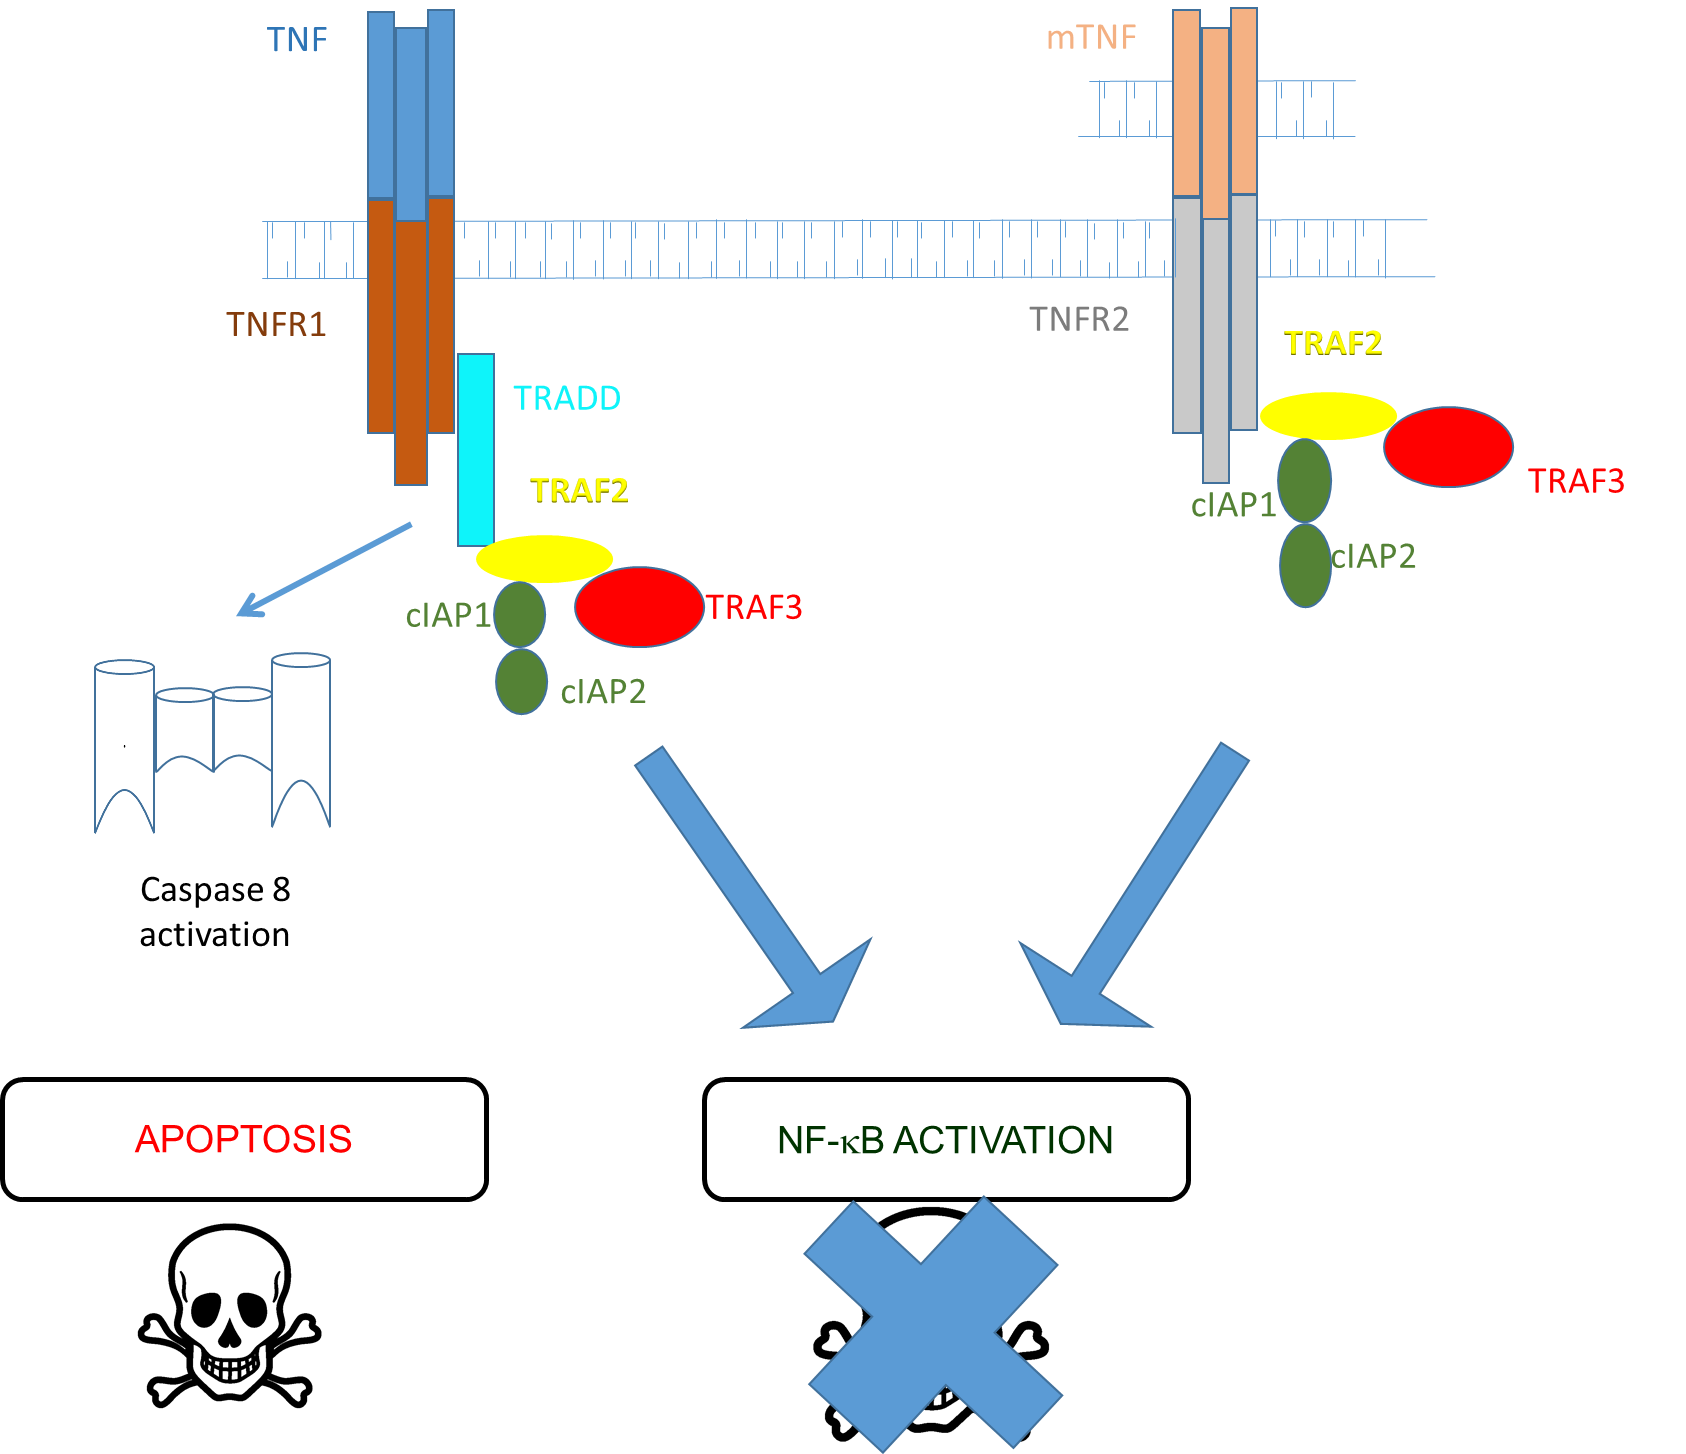 TNF
mTNF
TNFR1
TNFR2
TRAF2
TRADD
TRAF2
TRAF3
cIAP1
cIAP2
cIAP1
TRAF3
cIAP2
Caspase 8
activation
APOPTOSIS
NF-κB ACTIVATION